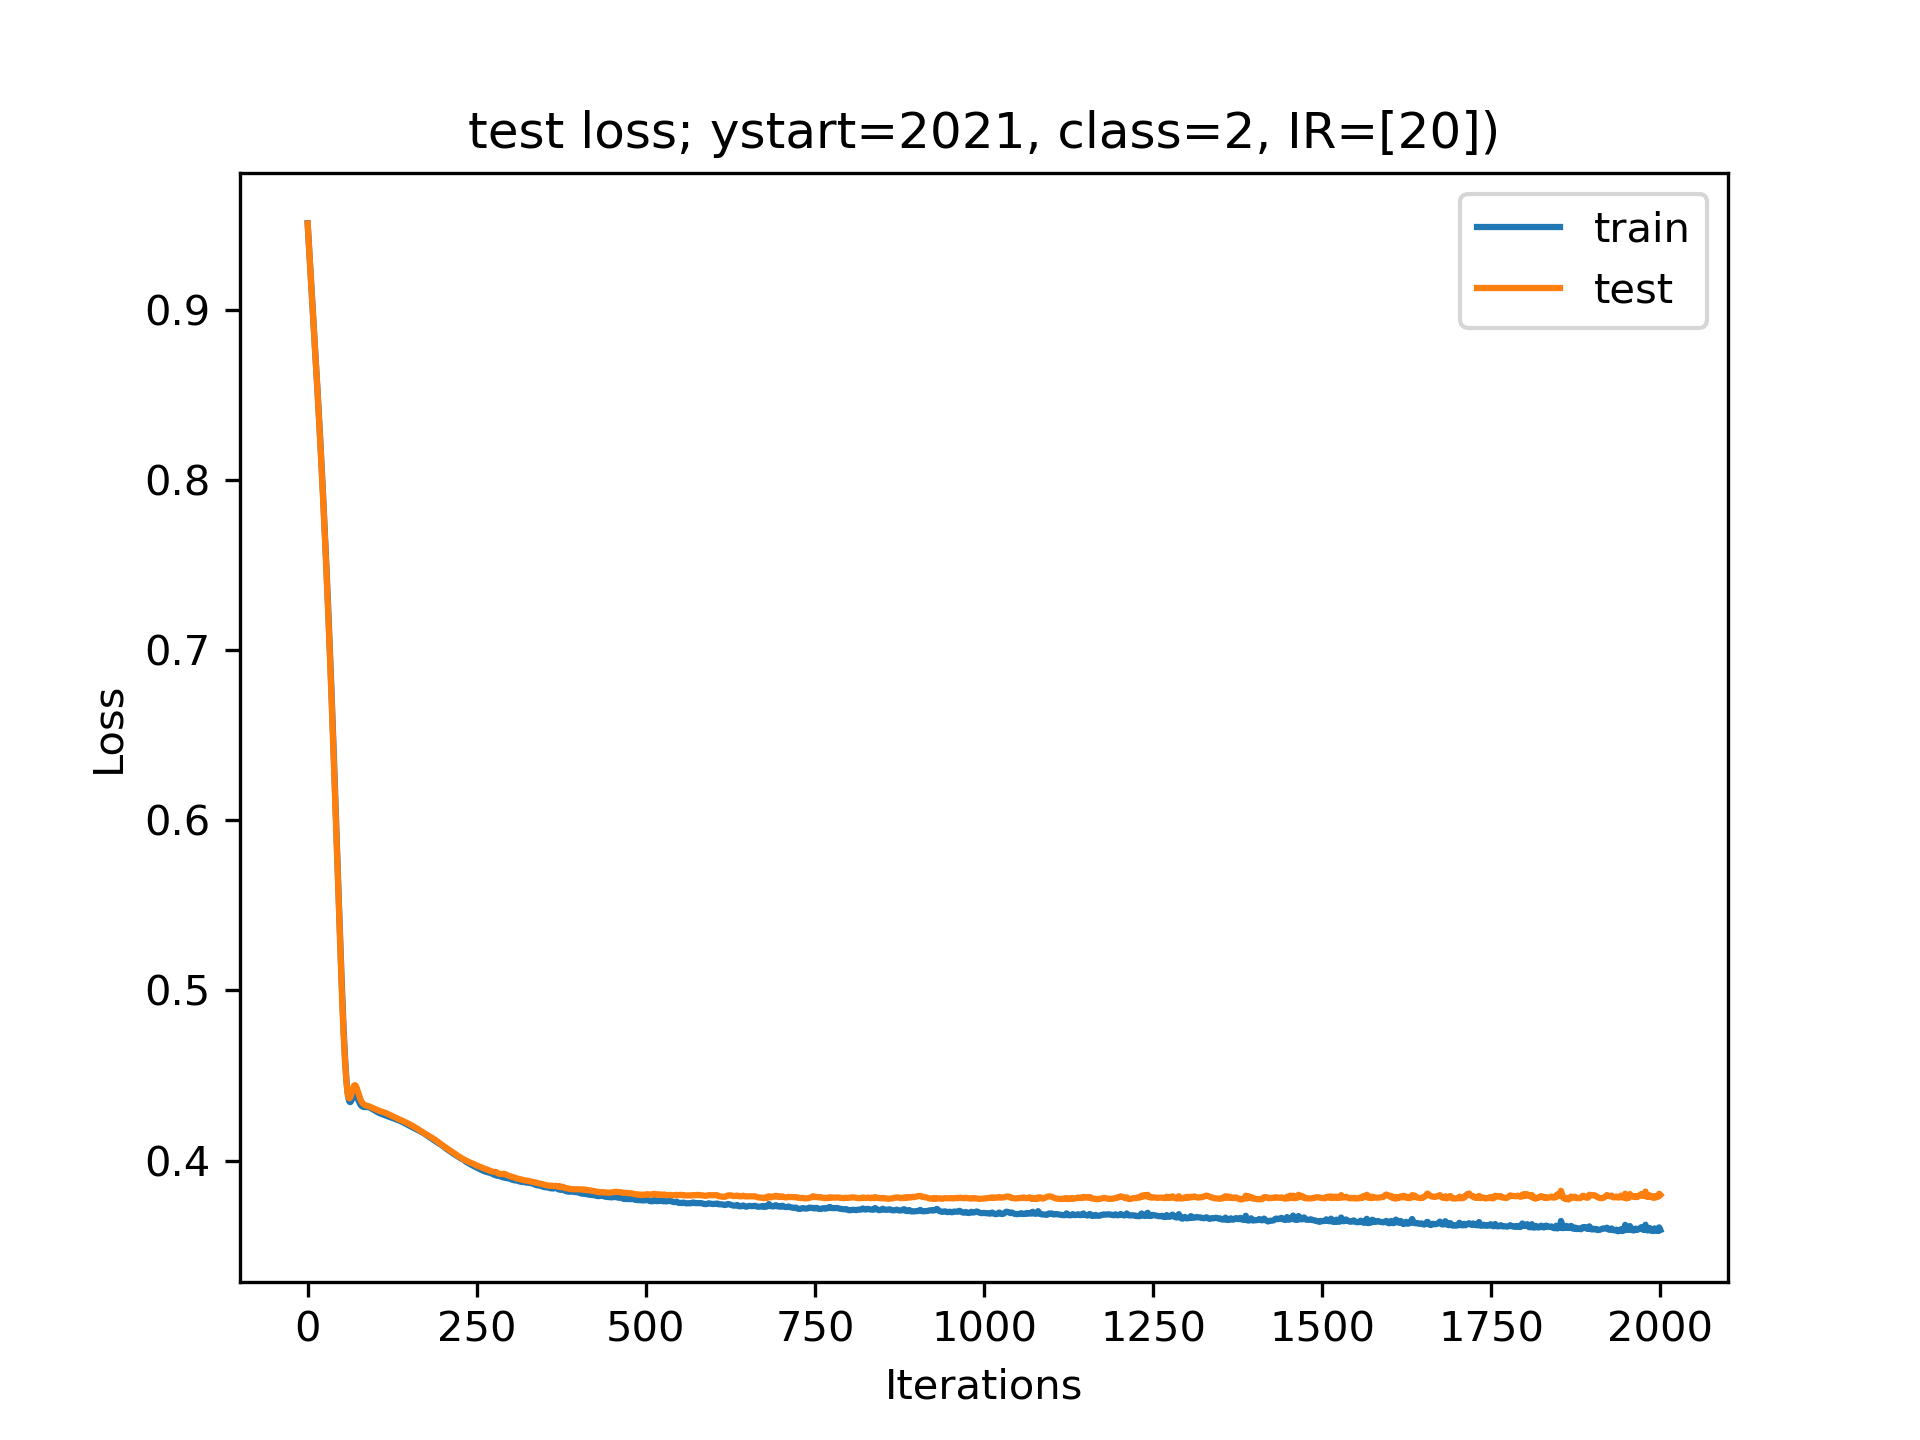 test loss; ystart=2021, class=2, IR=[20])
train
test
0.9
0.8
0.7
0.6
0.5
0.4
Loss
0 250 500 750 1000 1250 1500 1750 2000
Iterations